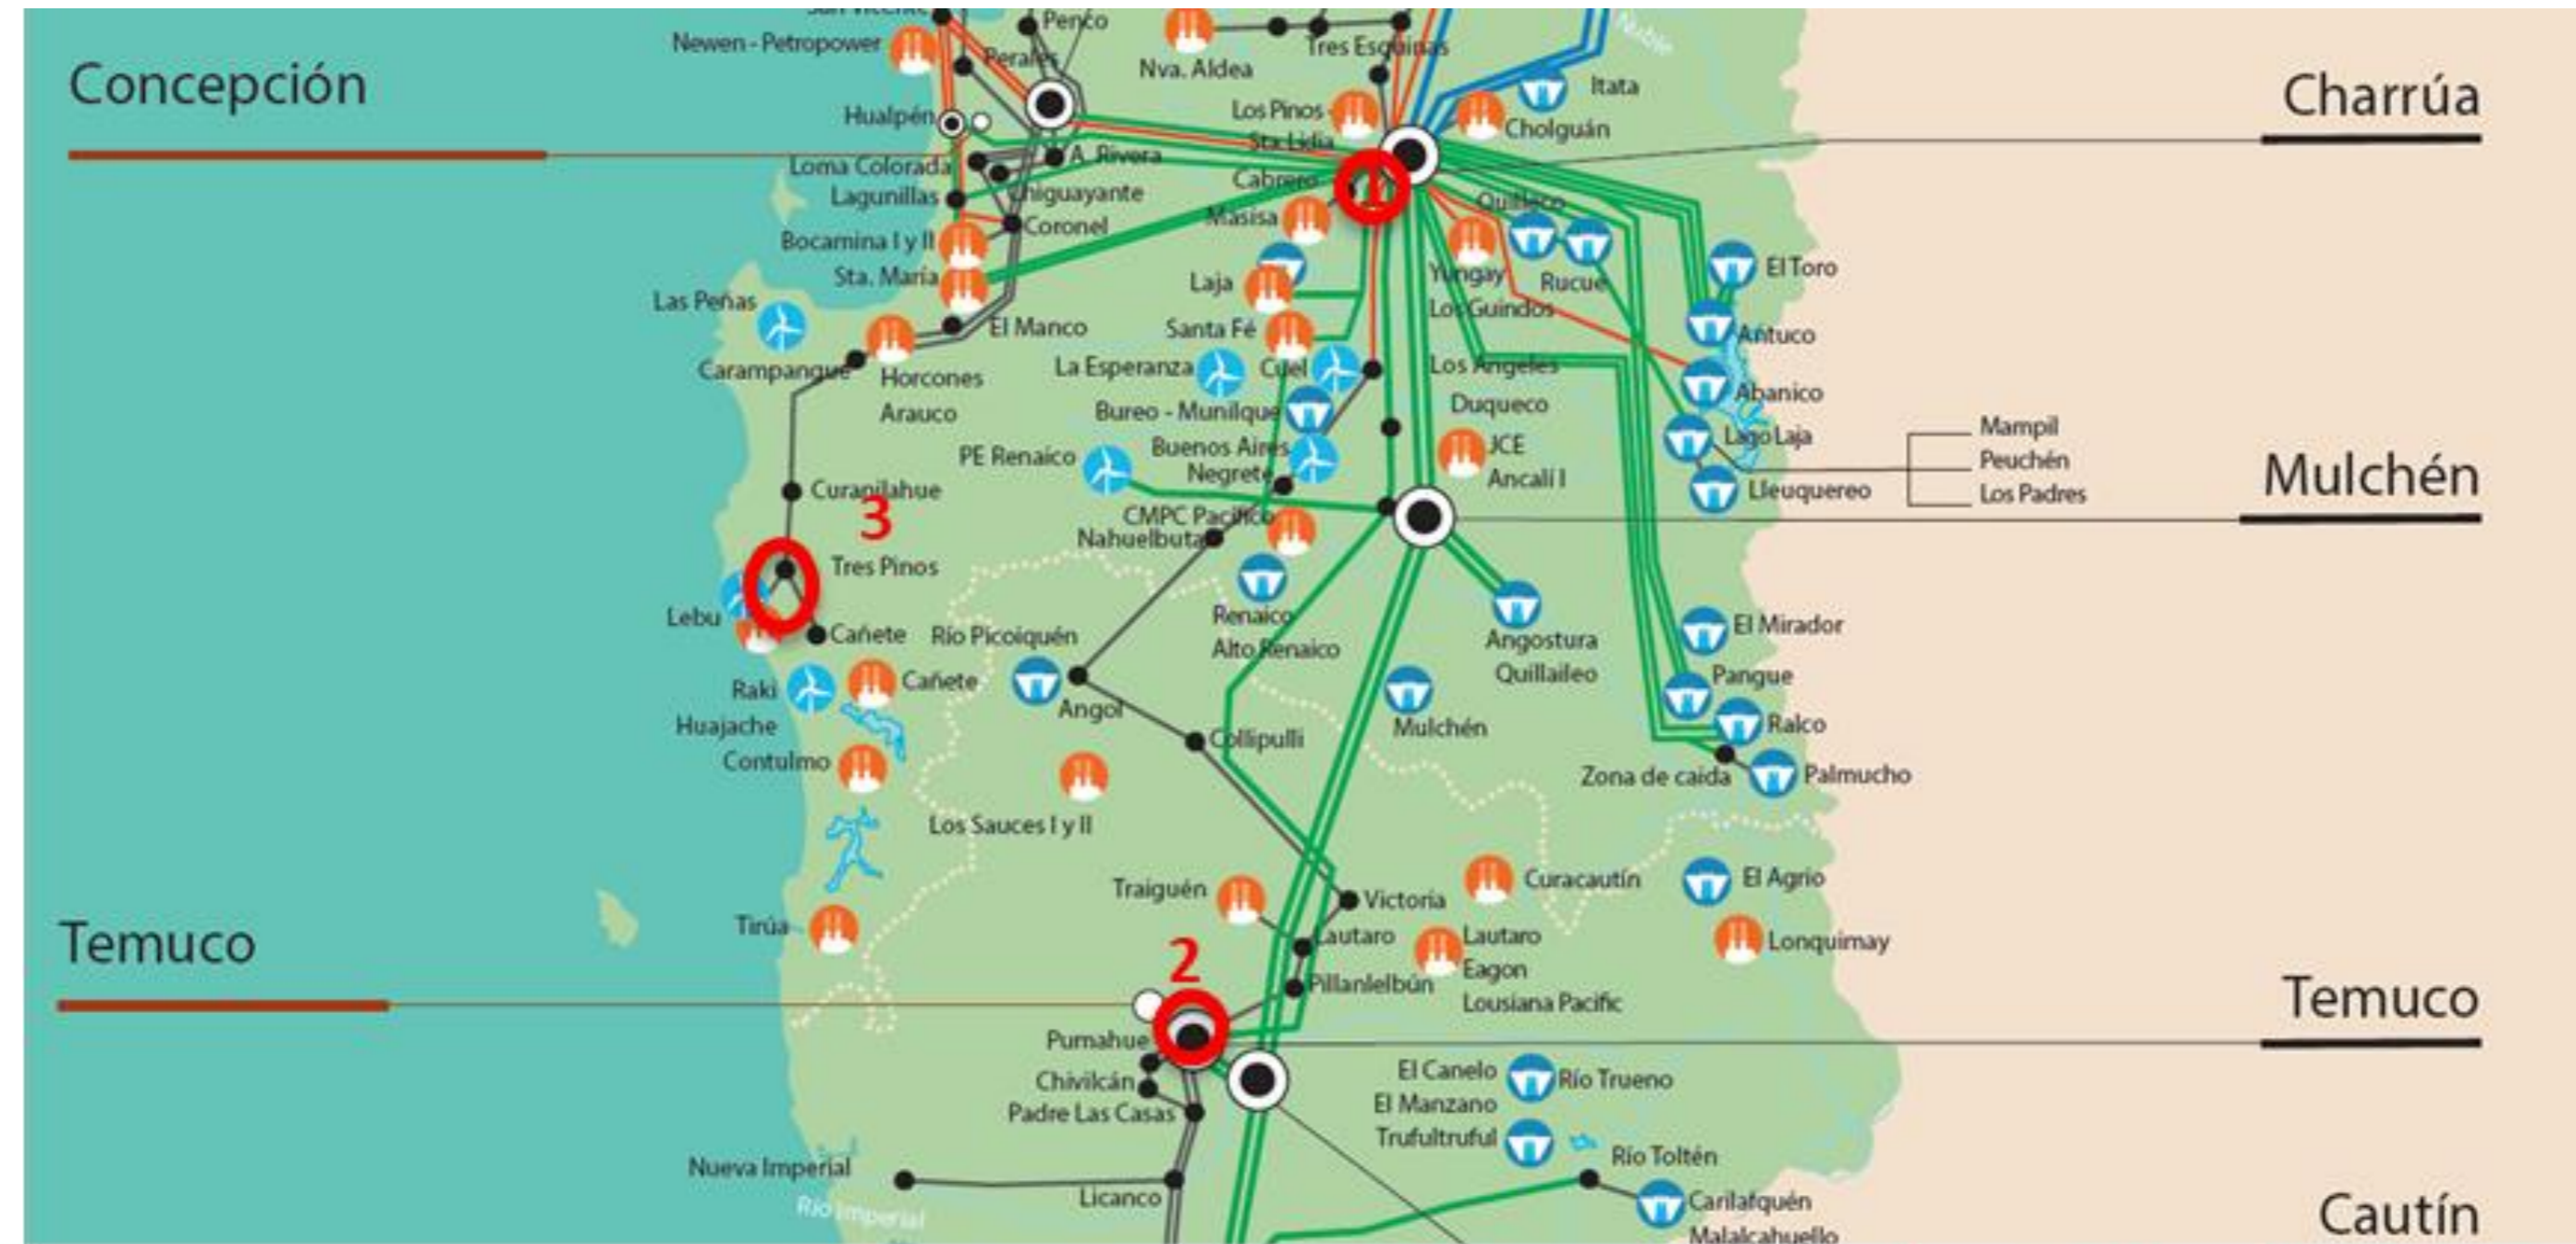 Concepción
Newen - Petropower
Penco
Perales
Nva. Aldea
Tres Esquinas
Ñuble
Itata
Charrúa
Hualpén
Los Pinos
Sta. Lidia
Cholguán
Loma Colorada
A. Rivera
Lagunillas
Chiguayante
Cabrero
1
Quilleco
Masisa
Coronel
Bocamina I y II
Sta. María
Laja
Yungay
Rucue
El Toro
Las Peñas
Los Guindos
El Manco
Santa Fé
Antuco
Carampangue
Horcones
Arauco
La Esperanza
Cuel
Los Angeles
Abanico
Bureo - Munilque
Duqueco
Mampil
PE Renaico
Buenos Aires
Negrete
JCE
Ancalí I
Lago Laja
Peuchén
Mulchén
Lleuquereo
Los Padres
Curanilahue
3
CMPC Pacífico
Nahuelbuta
Tres Pinos
Lebu
Cañete
Río Picoiquén
Renaico
Alto Renaico
Angostura
Quillaileo
El Mirador
Raki
Cañete
Angol
Pangue
Huajache
Mulchén
Ralco
Collipulli
Contulmo
Zona de caida
Palmucho
Los Sauces I y II
Traiguén
Curacautín
El Agrio
Victoria
Tirúa
Temuco
2
Lautaro
Lautaro
Eagon
Lousiana Pacific
Lonquimay
Pillanlelbún
Temuco
Pumahue
Chivilcán
El Canelo
Río Trueno
Padre Las Casas
El Manzano
Trufultruful
Nueva Imperial
Río Toltén
Licanco
Río Imperial
Carilafquén
Malalcahuello
Cautín